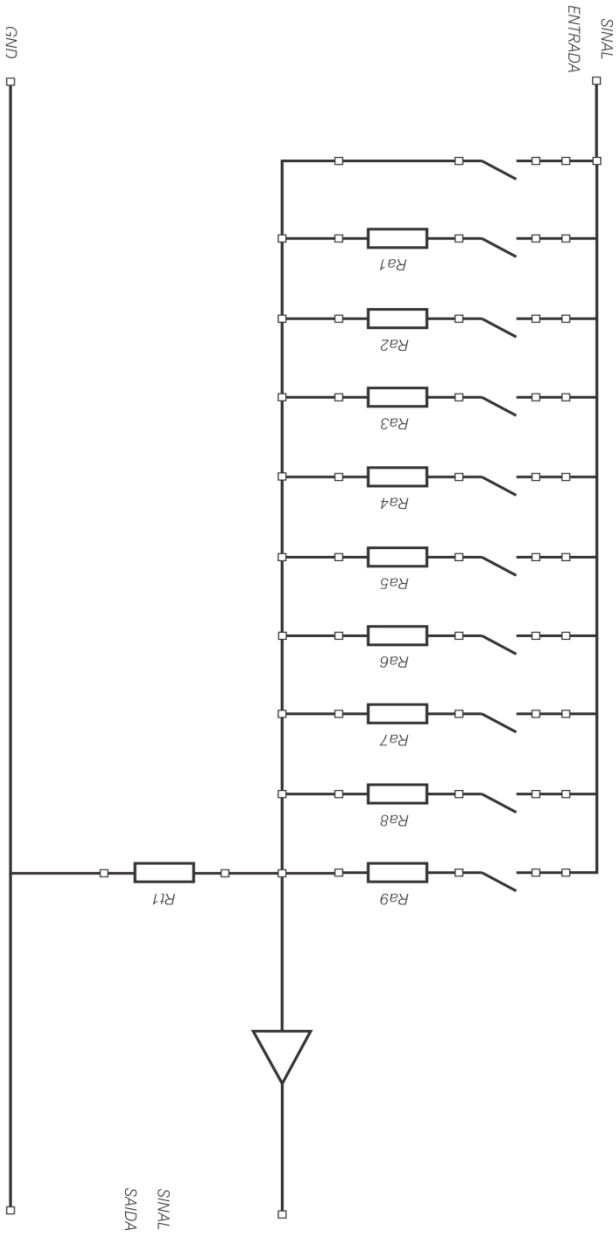 SINAL
ENTRADA
GND
Ra1
Ra2
Ra3
Ra4
Ra5
Ra6
Ra7
Ra8
Ra9
Rt1
SINAL
SAIDA